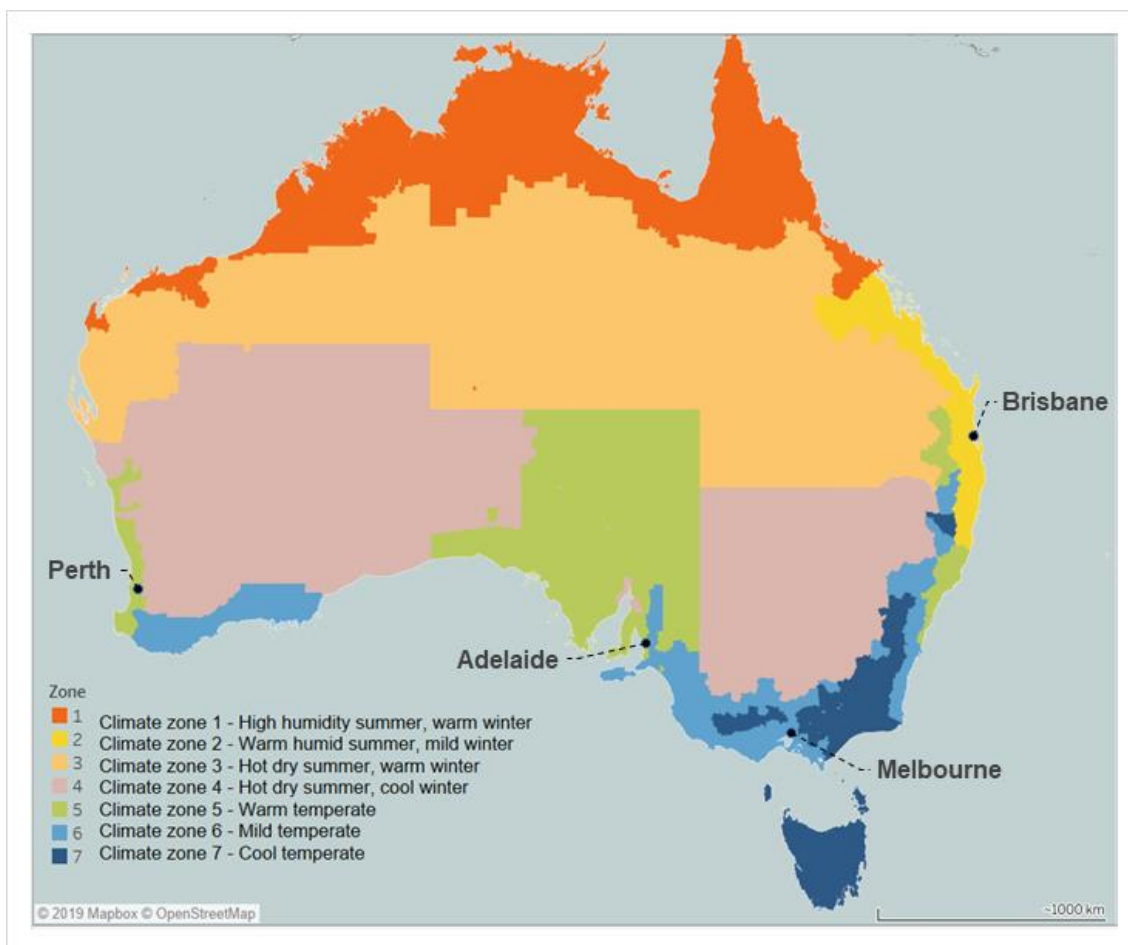 Brisbane
Perth
Adelaide
Melbourne
Zone
1 Climate zone 1 - High humidity summer, warm winter
2 Climate zone 2 - Warm humid summer, mild winter
3 Climate zone 3 - Hot dry summer, warm winter
4 Climate zone 4 - Hot dry summer, cool winter
5 Climate zone 5 - Warm temperate
6 Climate zone 6 - Mild temperate
7 Climate zone 7 - Cool temperate
© 2019 Mapbox © OpenStreetMap
~1000 km